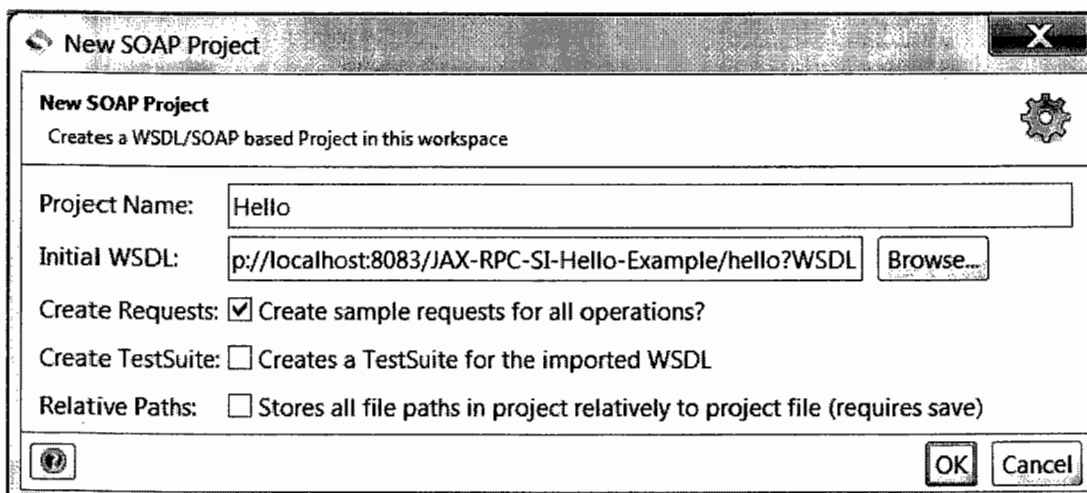 New SOAP Project
New SOAP Project
Creates a WSDL/SOAP based Project in this workspace
Project Name: Hello
Initial WSDL: p://localhost:8083/JAX-RPC-SI-Hello-Example/hello?WSDL Browse...
Create Requests: Create sample requests for all operations?
Create TestSuite: Creates a TestSuite for the imported WSDL
Relative Paths: Stores all file paths in project relatively to project file (requires save)
OK Cancel